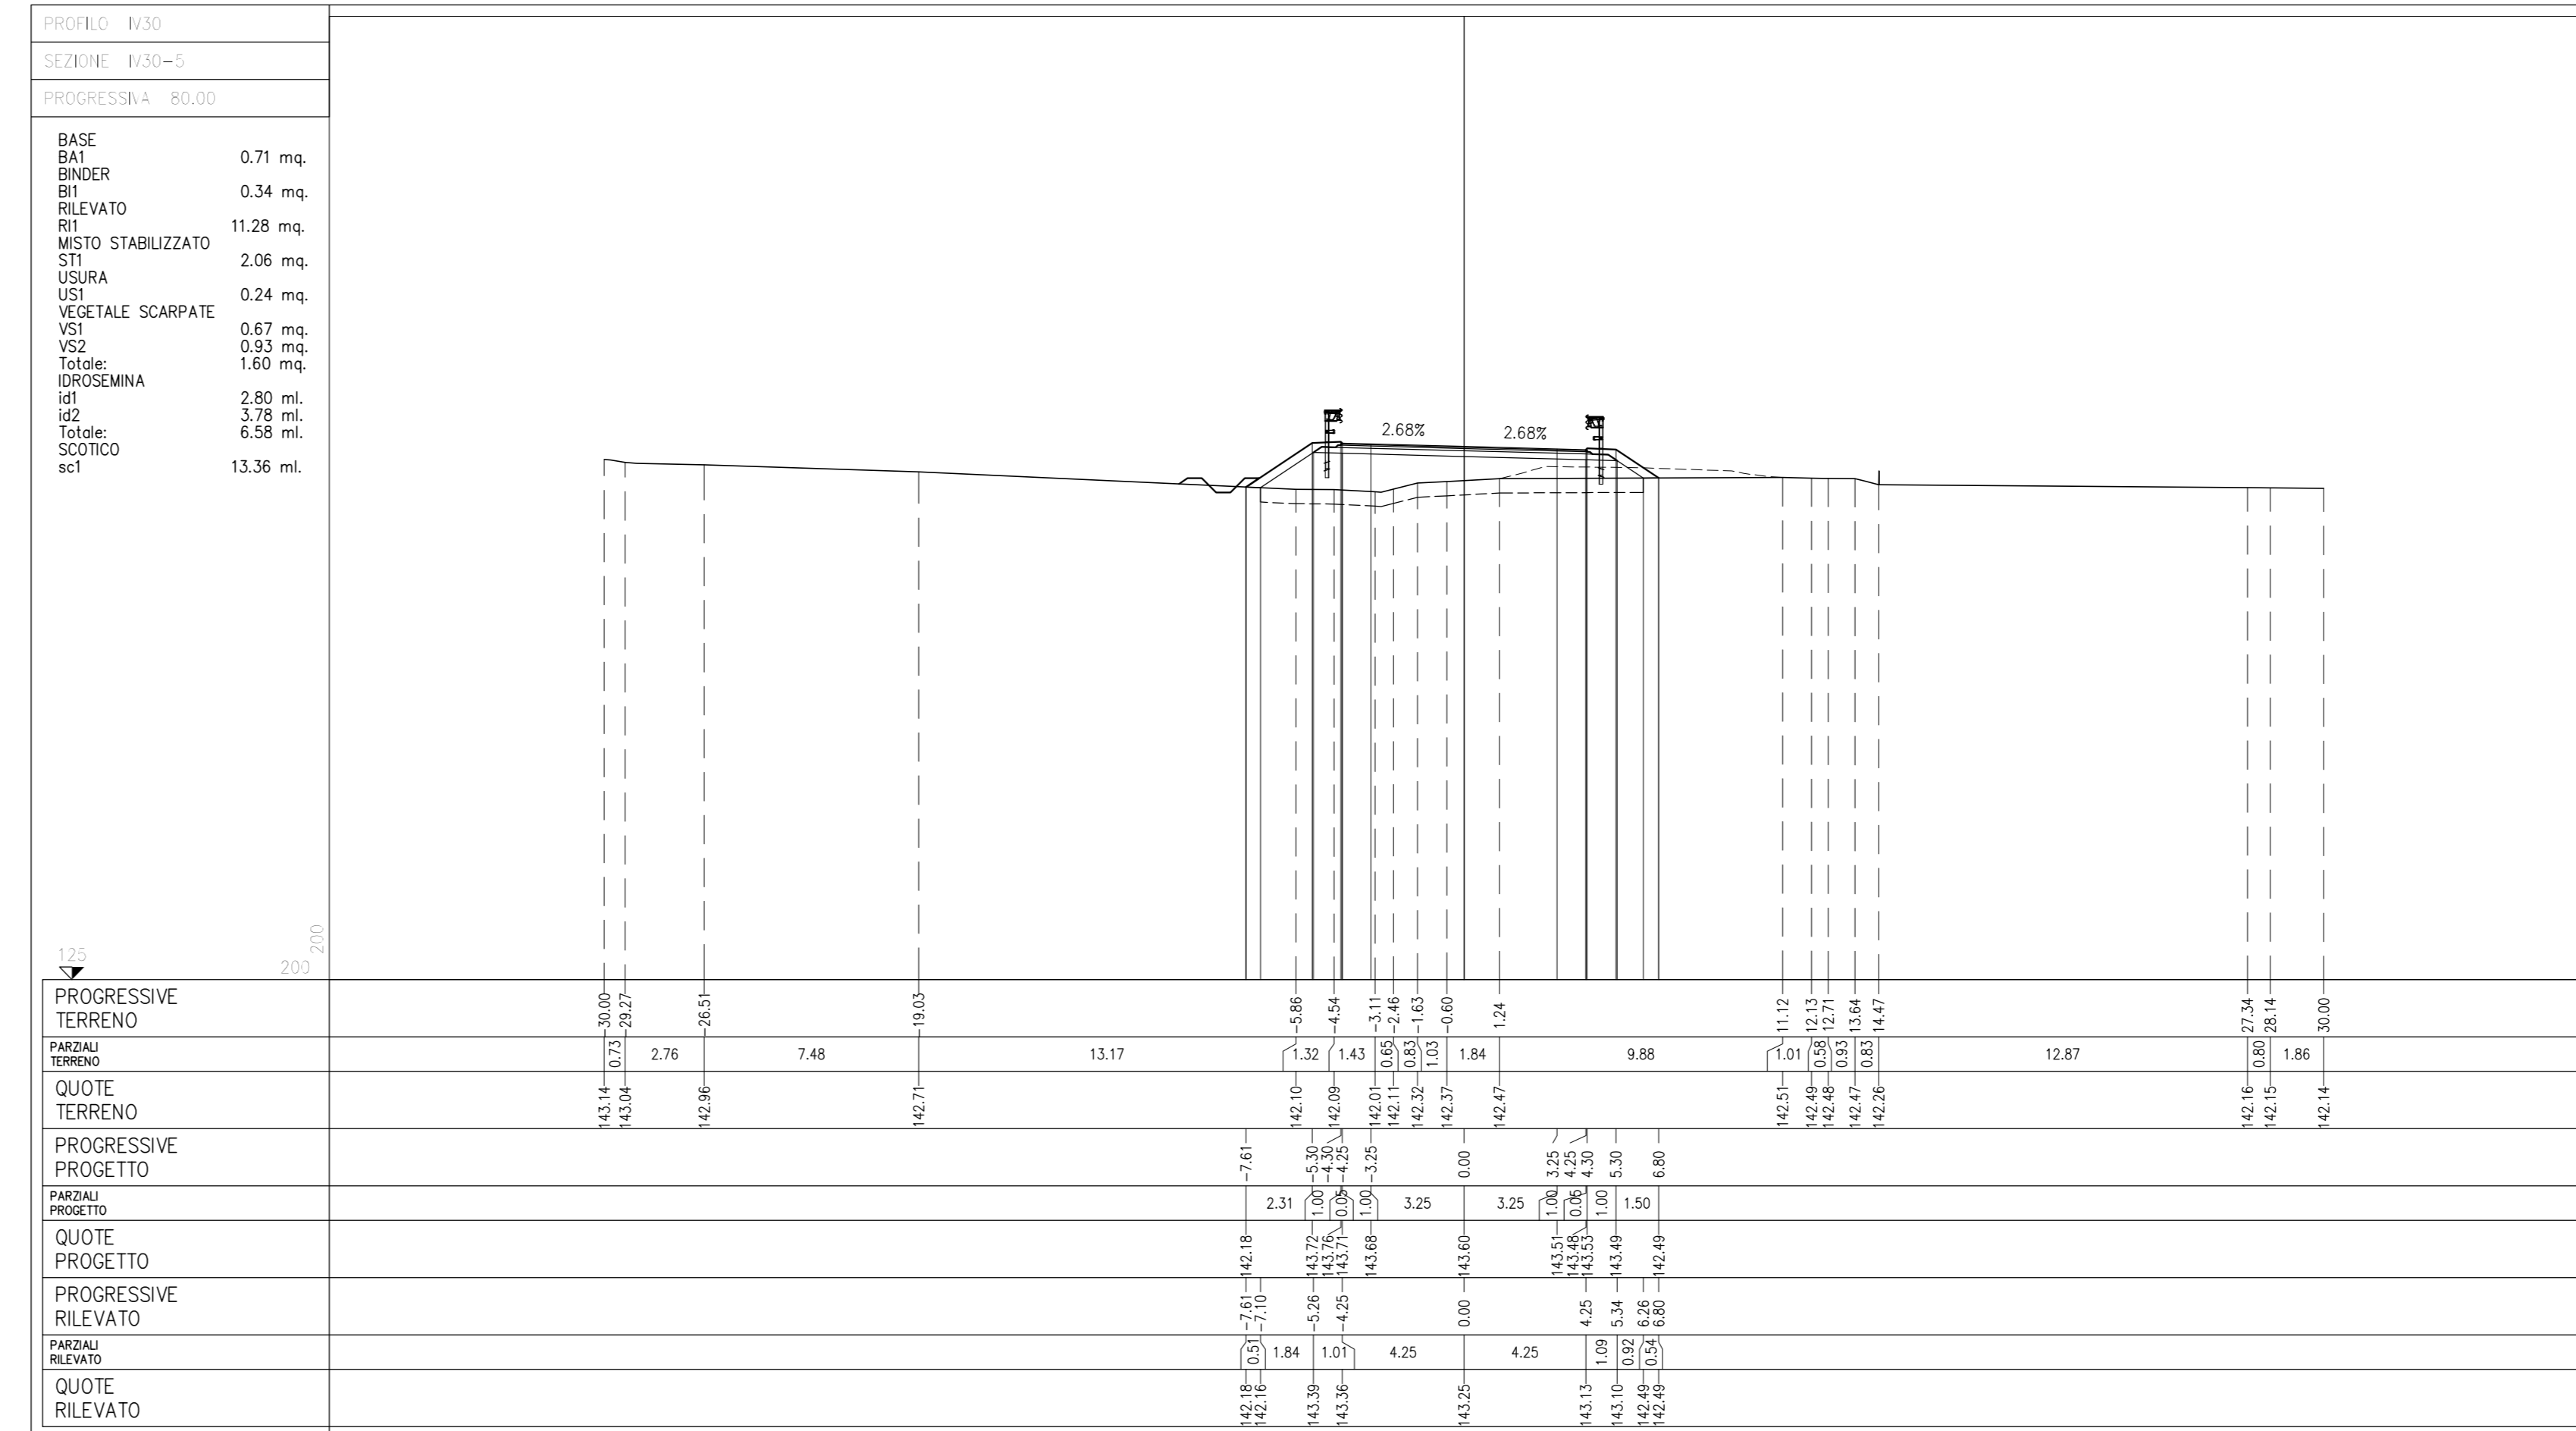 PROFILO IV30
SEZIONE IV30-5
PROGRESSIVA 80.00
BASE
BA1 0.71 mq.
BINDER
BI1 0.34 mq.
RILEVATO
RI1 11.28 mq.
MISTO STABILIZZATO
ST1 2.06 mq.
USURA
US1 0.24 mq.
VEGETALE SCARPATE
VS1 0.67 mq.
VS2 0.93 mq.
Totale: 1.60 mq.
IDROSEMINA
id1 2.80 ml.
id2 3.78 ml.
Totale: 6.58 ml.
SCOTICO
sc1 13.36 ml.
2.68% 2.68%
125 200 200
PROGRESSIVE
TERRENO
-30.00 -29.27 -26.51 -19.03 -5.86 -4.54 -3.11 -2.46 -1.63 -0.60 1.24 11.12 12.13 12.71 13.64 14.47 27.34 28.14 30.00
PARZIALI
TERRENO
0.73 2.76 7.48 13.17 1.32 1.43 0.65 0.83 1.03 1.84 9.88 1.01 0.58 0.93 0.83 12.87 0.80 1.86
QUOTE
TERRENO
143.14 143.04 142.96 142.71 142.10 142.09 142.01 142.11 142.32 142.37 142.47 142.51 142.49 142.48 142.47 142.26 142.16 142.15 142.14
PROGRESSIVE
PROGETTO
-7.61 -5.30 -4.30 -4.25 -3.25 0.00 3.25 4.25 4.30 5.30 6.80
PARZIALI
PROGETTO
2.31 1.00 0.05 1.00 3.25 3.25 1.00 0.05 1.00 1.50
QUOTE
PROGETTO
142.18 143.72 143.76 143.71 143.68 143.60 143.51 143.48 143.53 143.49 142.49
PROGRESSIVE
RILEVATO
-7.61 -7.10 -5.26 -4.25 0.00 4.25 5.34 6.26 6.80
PARZIALI
RILEVATO
0.51 1.84 1.01 4.25 4.25 1.09 0.92 0.54
QUOTE
RILEVATO
142.18 142.16 143.39 143.36 143.25 143.13 143.10 142.49 142.49